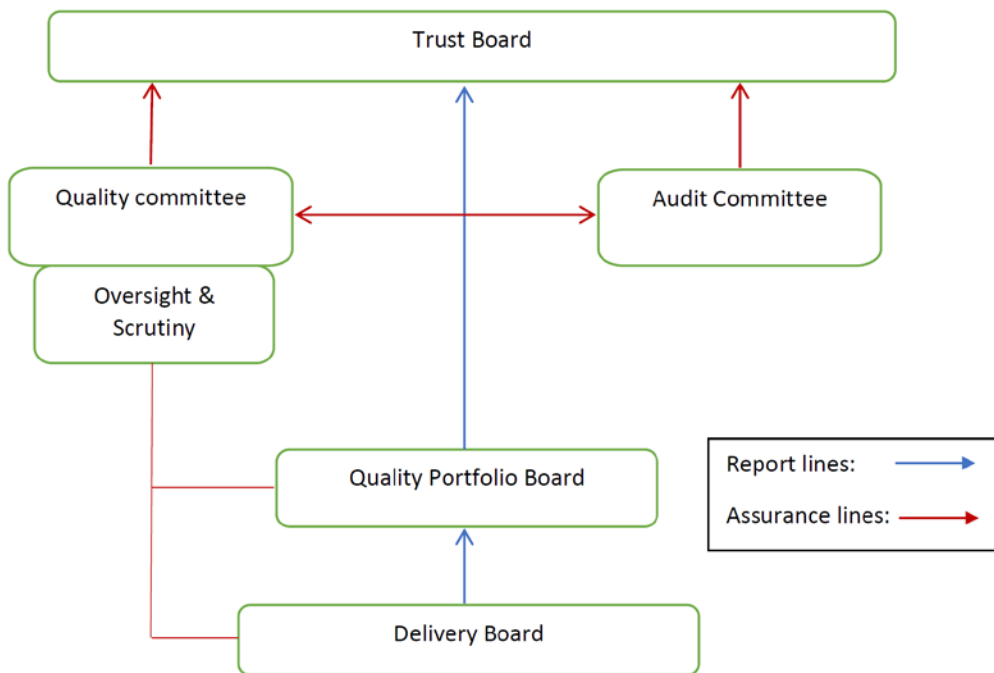 Trust Board
Quality committee
Audit Committee
Oversight &
Scrutiny
Quality Portfolio Board
Report lines:
Assurance lines:
Delivery Board